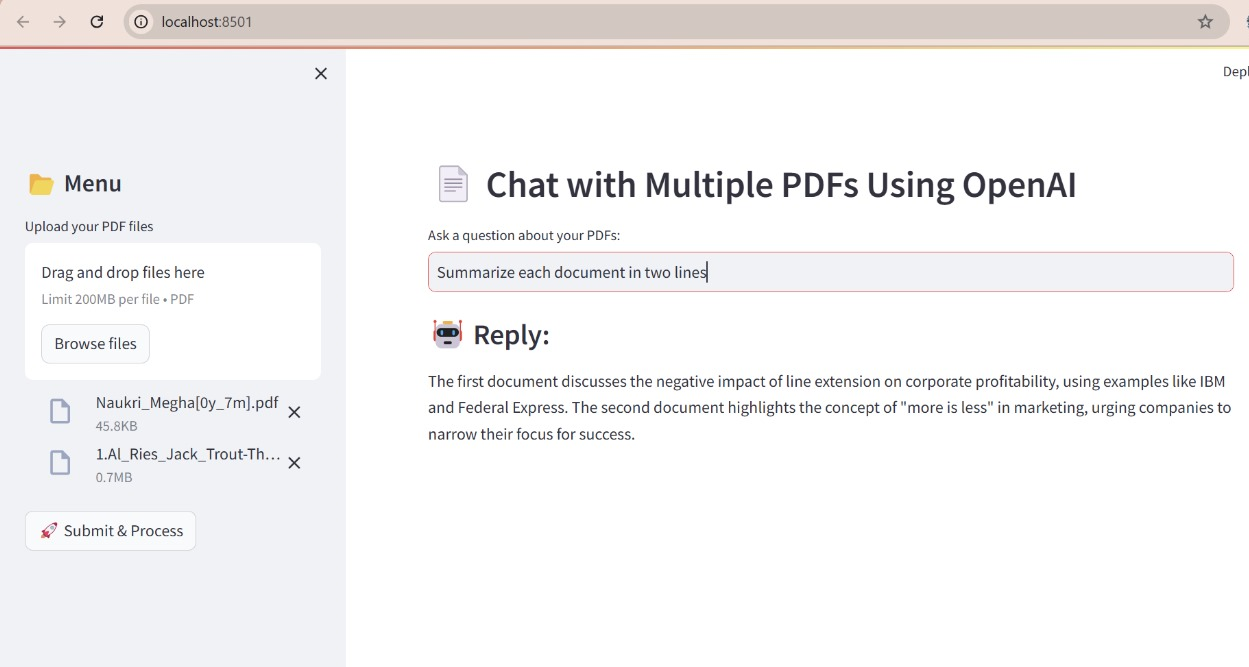 localhost:8501
Depl
Menu
Upload your PDF files
Drag and drop files here
Limit 200MB per file • PDF
Browse files
Naukri_Megha[0y_7m].pdf
45.8KB
1.Al_Ries_Jack_Trout-Th...
0.7MB
Submit & Process
Chat with Multiple PDFs Using OpenAI
Ask a question about your PDFs:
Summarize each document in two lines
Reply:
The first document discusses the negative impact of line extension on corporate profitability, using examples like IBM
and Federal Express. The second document highlights the concept of "more is less" in marketing, urging companies to
narrow their focus for success.